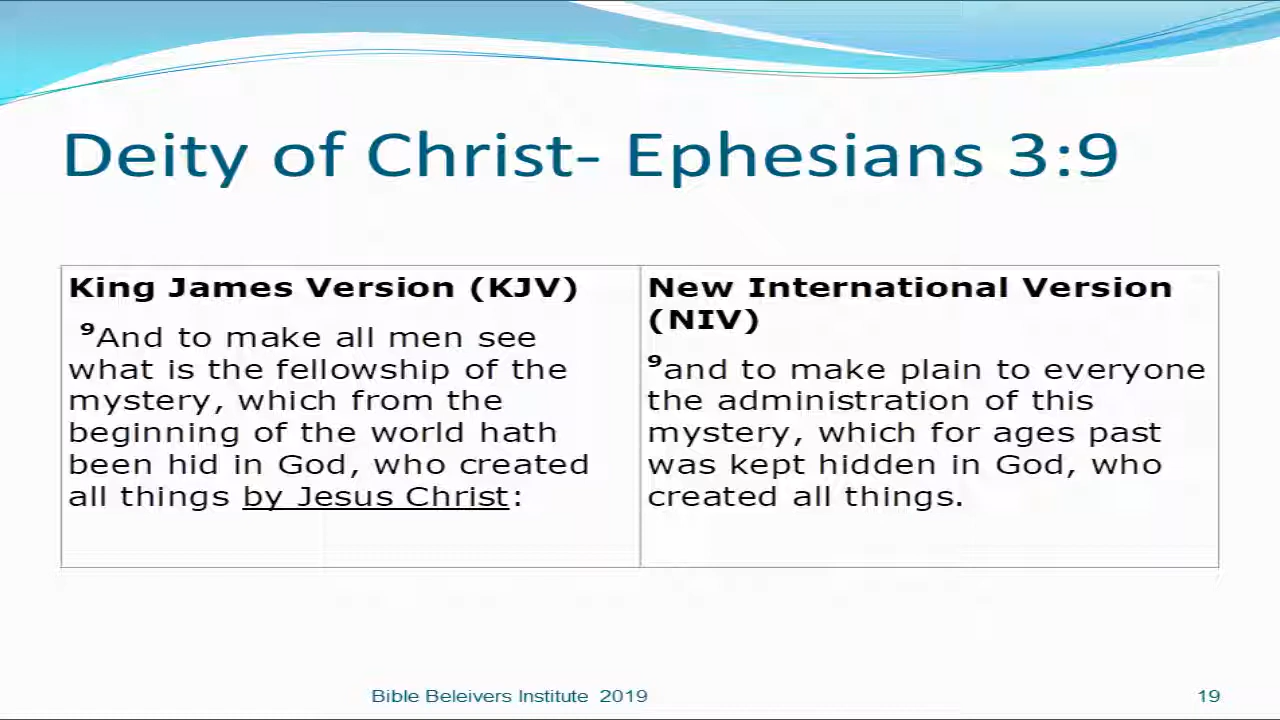 Deity of Christ- Ephesians 3:9
King James Version (KJV)
9And to make all men see
what is the fellowship of the
mystery, which from the
beginning of the world hath
been hid in God, who created
all things by Jesus Christ:
New International Version
(NIV)
9and to make plain to everyone
the administration of this
mystery, which for ages past
was kept hidden in God, who
created all things.
Bible Beleivers Institute 2019
19